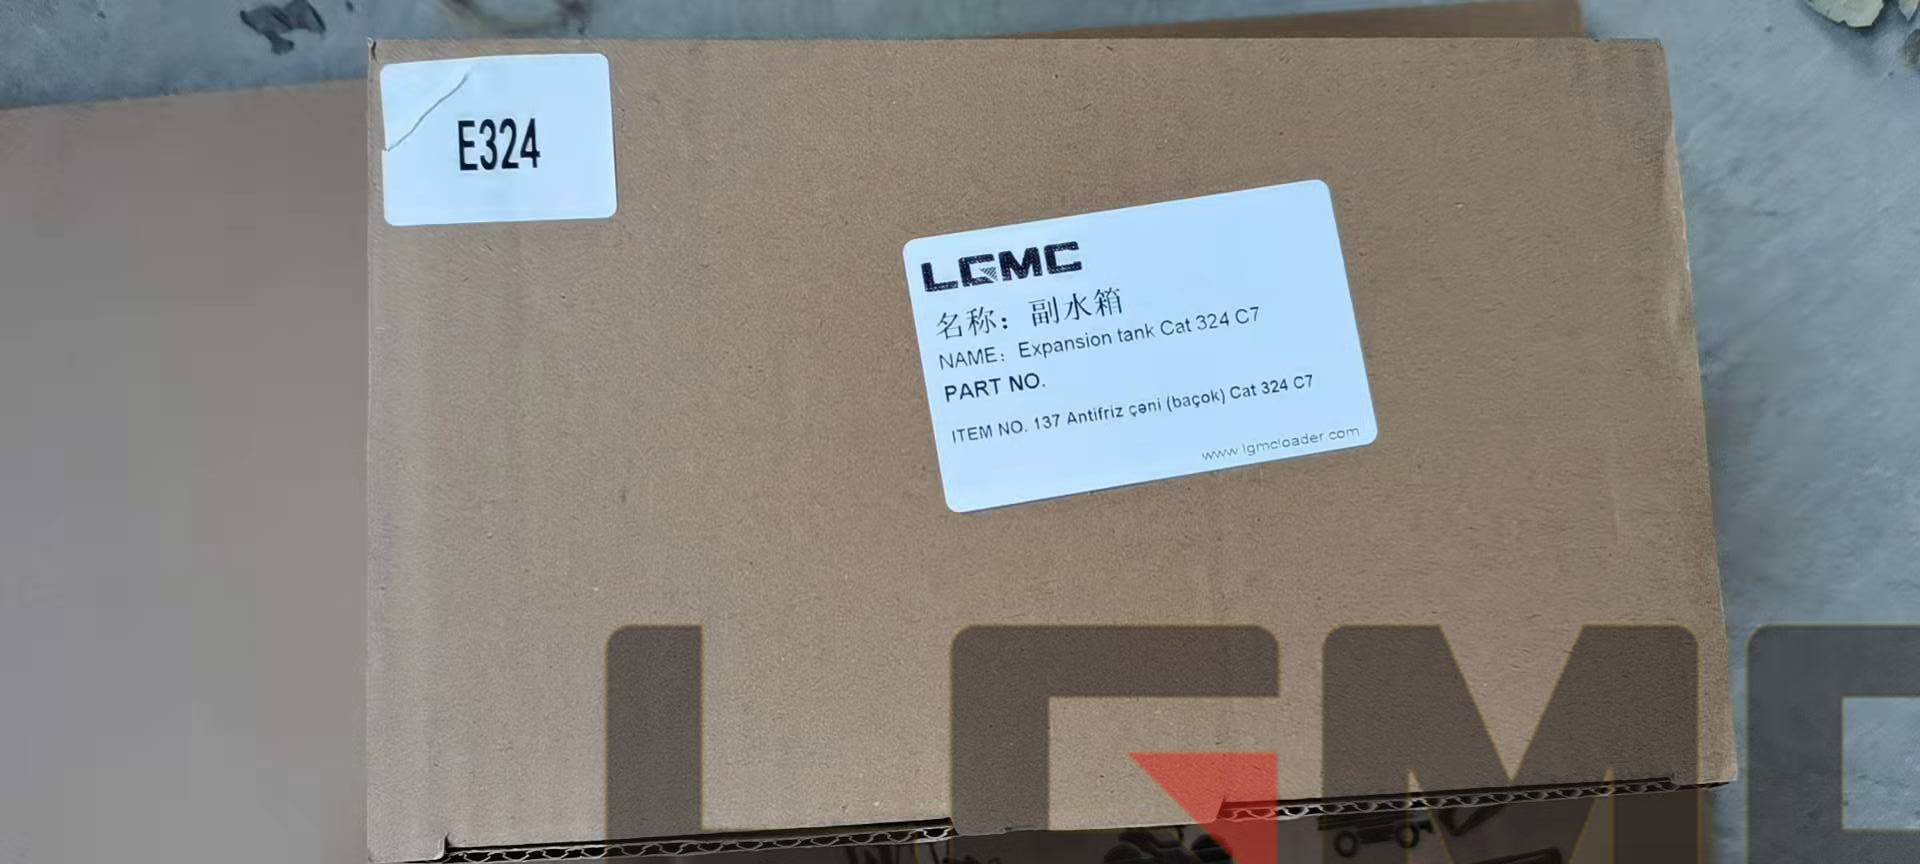 E324
LGMC
名称：副水箱
NAME：Expansion tank Cat 324 C7
PART NO.
ITEM NO. 137 Antifriz çəni (baçok) Cat 324 C7
www.lgmcloader.com
LGMC